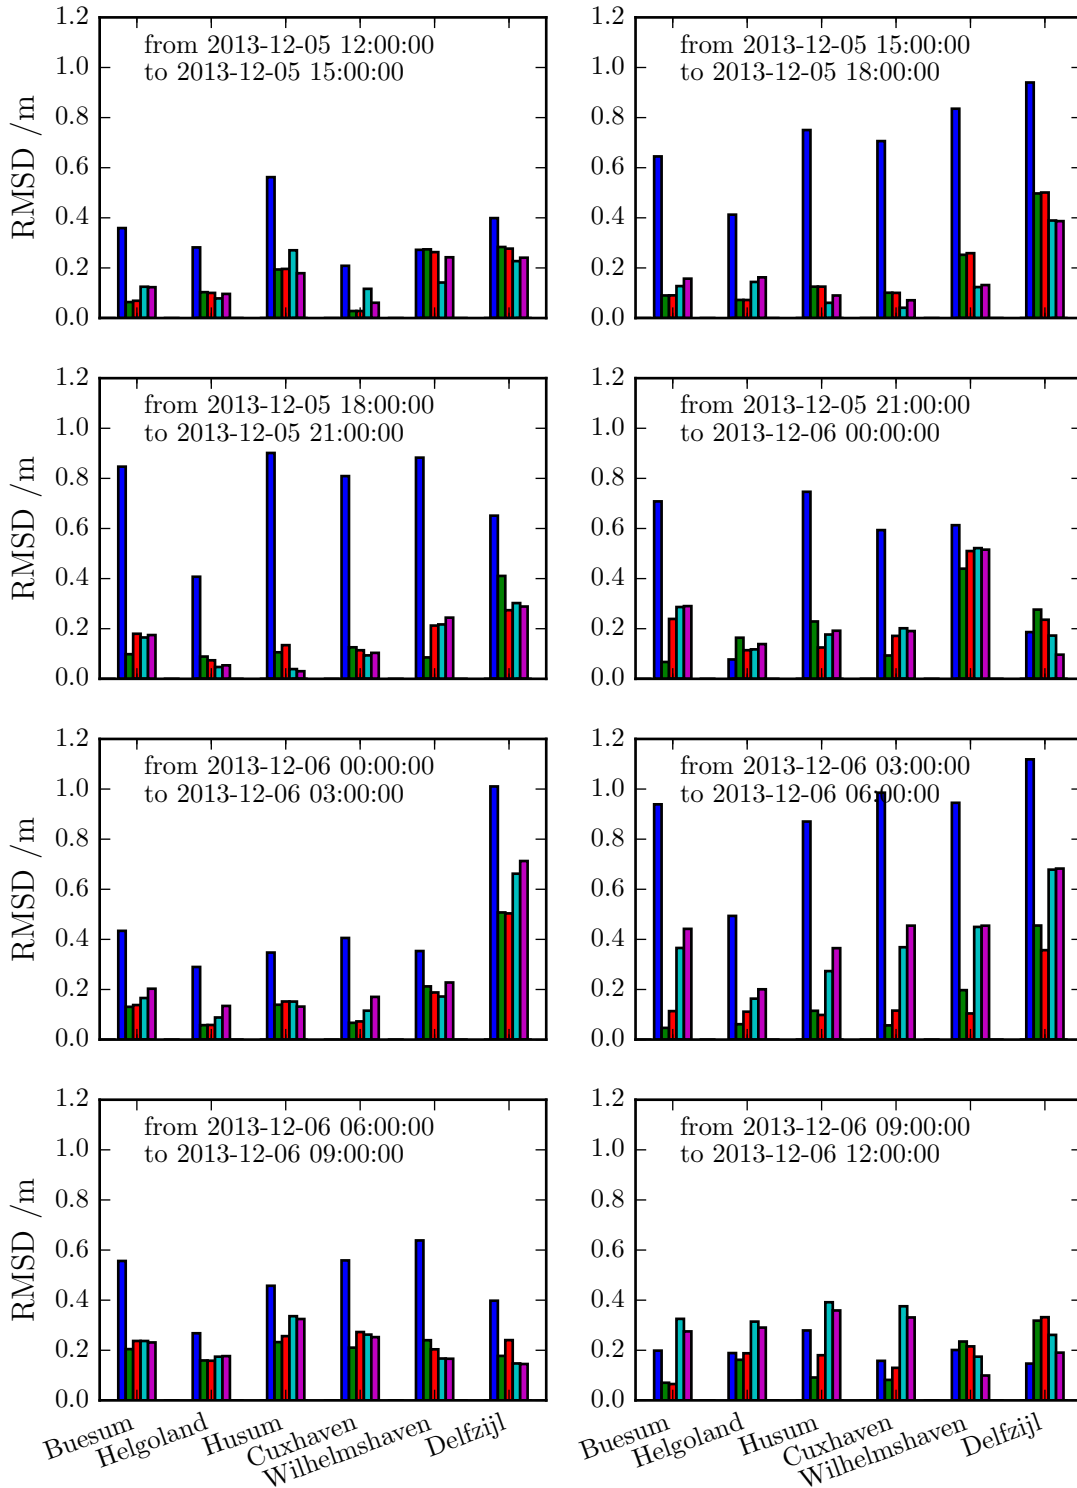 1.2
1.0
0.8
0.6
0.4
0.2
0.0
RMSD /m
from 2013-12-05 12:00:00
to 2013-12-05 15:00:00
1.2
1.0
0.8
0.6
0.4
0.2
0.0
from 2013-12-05 15:00:00
to 2013-12-05 18:00:00
1.2
1.0
0.8
0.6
0.4
0.2
0.0
RMSD /m
from 2013-12-05 18:00:00
to 2013-12-05 21:00:00
1.2
1.0
0.8
0.6
0.4
0.2
0.0
from 2013-12-05 21:00:00
to 2013-12-06 00:00:00
1.2
1.0
0.8
0.6
0.4
0.2
0.0
RMSD /m
from 2013-12-06 00:00:00
to 2013-12-06 03:00:00
1.2
1.0
0.8
0.6
0.4
0.2
0.0
from 2013-12-06 03:00:00
to 2013-12-06 06:00:00
1.2
1.0
0.8
0.6
0.4
0.2
0.0
RMSD /m
from 2013-12-06 06:00:00
to 2013-12-06 09:00:00
Buesum
Helgoland
Husum
Cuxhaven
Wilhelmshaven
Delfzijl
1.2
1.0
0.8
0.6
0.4
0.2
0.0
from 2013-12-06 09:00:00
to 2013-12-06 12:00:00
Buesum
Helgoland
Husum
Cuxhaven
Wilhelmshaven
Delfzijl